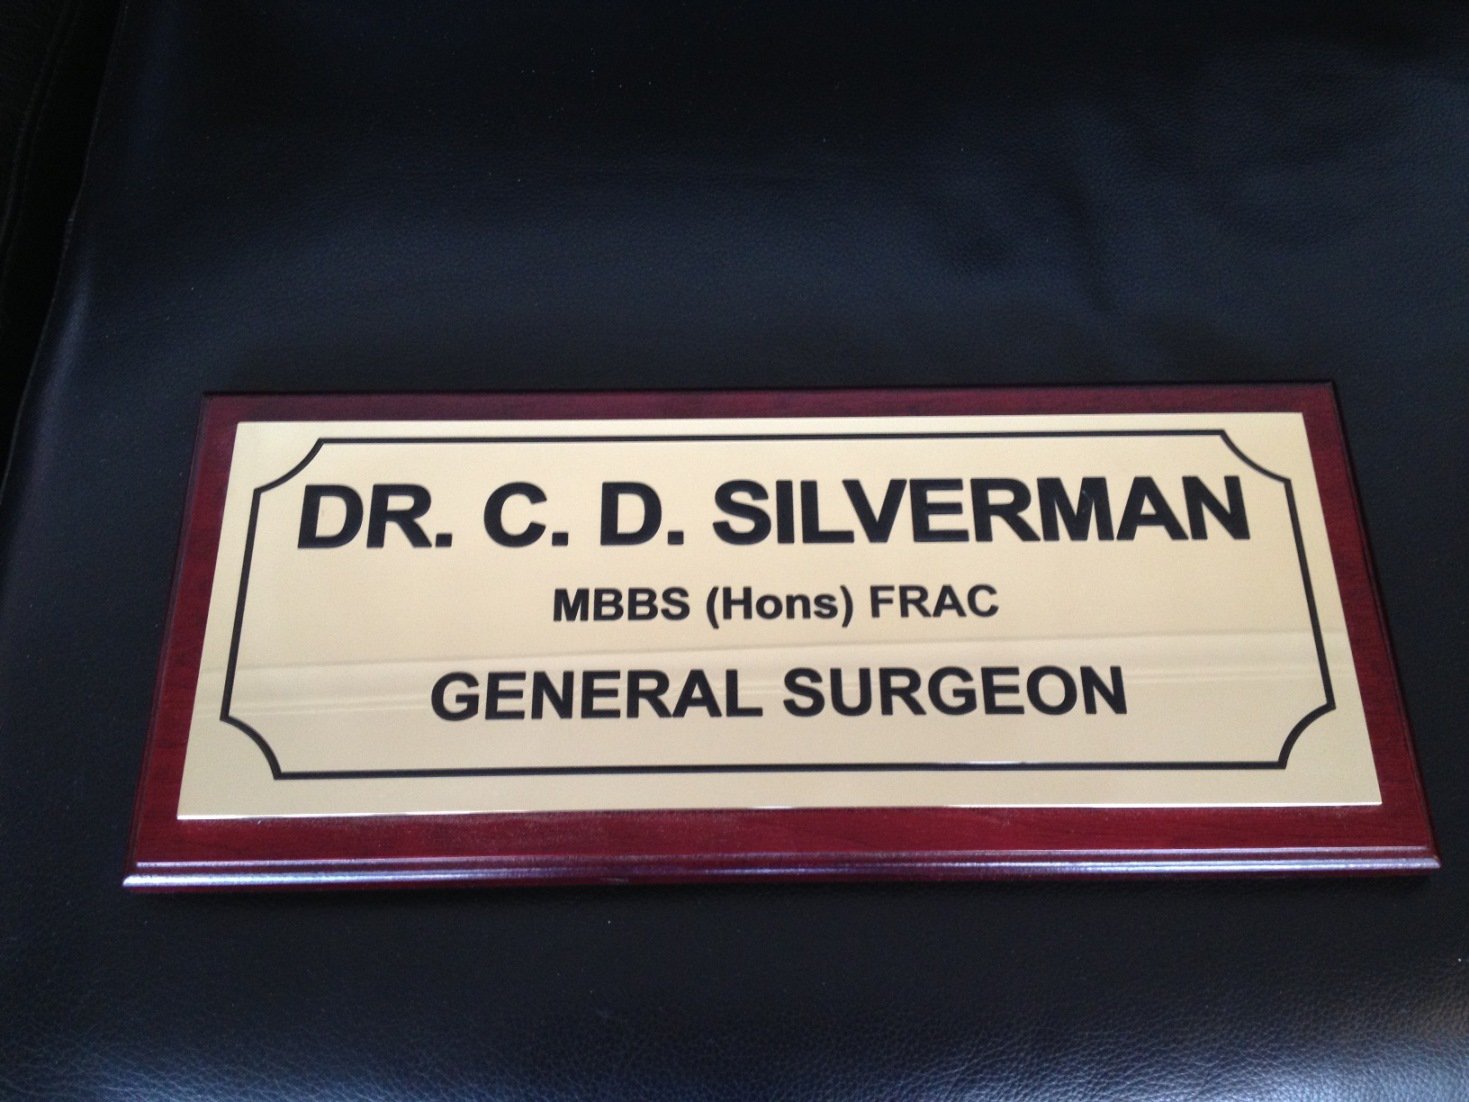 DR. C. D. SILVERMAN
MBBS (Hons) FRAC
GENERAL SURGEON